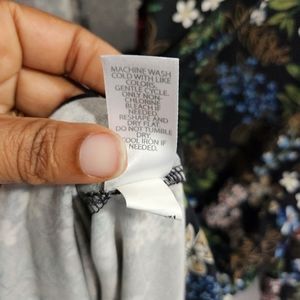 MACHINE WASH
COLD WITH LIKE
COLORS.
GENTLE CYCLE.
ONLY NON-
CHLORINE
BLEACH IF
NEEDED.
RESHAPE AND
DRY FLAT.
DO NOT TUMBLE
DRY.
COOL IRON IF
NEEDED.